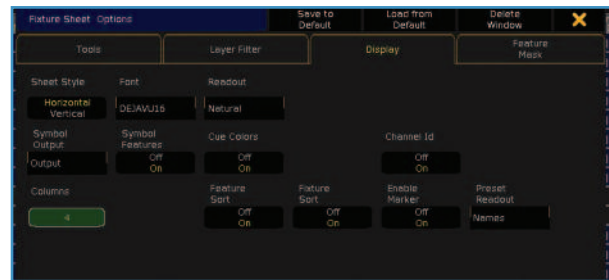 Fixture Sheet Options
Save to Default
Load from Default
Delete Window
Tools
Layer Filter
Display
Feature Mask
Sheet Style
Font
Readout
Horizontal
Vertical
DEJAVU16
Natural
Symbol Output
Symbol Features
Cue Colors
Channel Id
Output
Off
On
Off
On
Off
On
Columns
Feature Sort
Fixture Sort
Enable Marker
Preset Readout
4
Off
On
Off
On
Off
On
Names